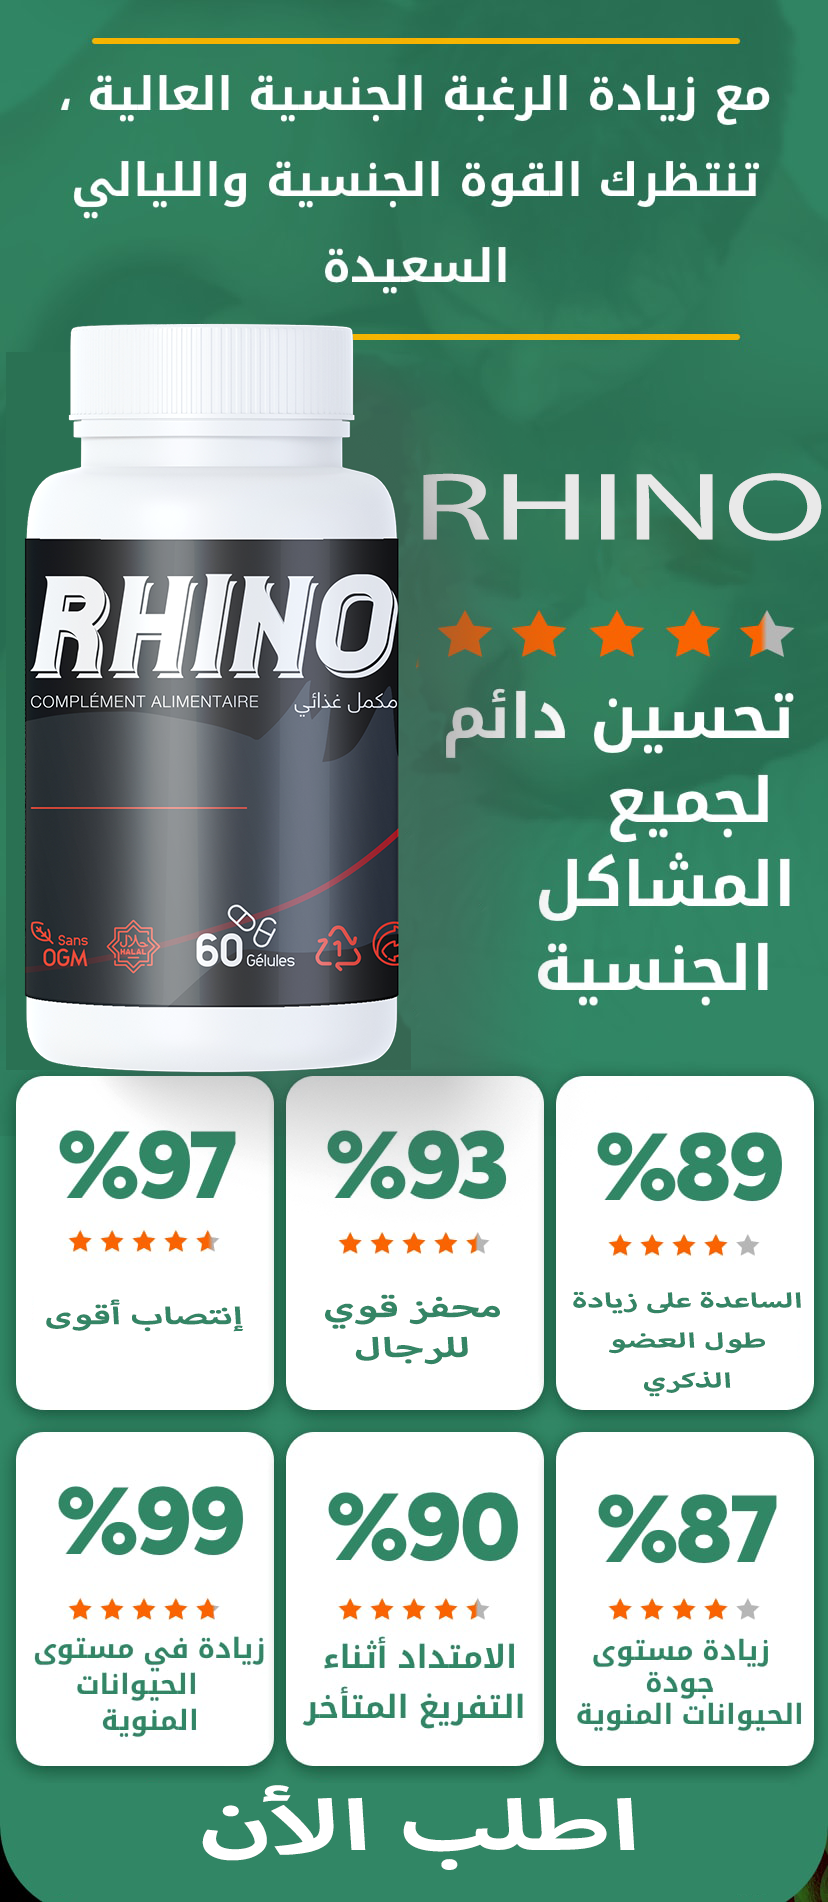 مع زيادة الرغبة الجنسية العالية ،
تنتظرك القوة الجنسية والليالي
السعيدة
RHINO
تحسين دائم
لجميع
المشاكل
الجنسية
RHINO
COMPLÉMENT ALIMENTAIRE مكمل غذائي
Sans
OGM
حلال
HALAL
60 Gélules
1
%97
إنتصاب أقوى
%93
محفز قوي
للرجال
%89
الساعدة على زيادة
طول العضو
الذكري
%99
زيادة في مستوى
الحيوانات
المنوية
%90
الامتداد أثناء
التفريغ المتأخر
%87
زيادة مستوى
جودة
الحيوانات المنوية
اطلب الأن